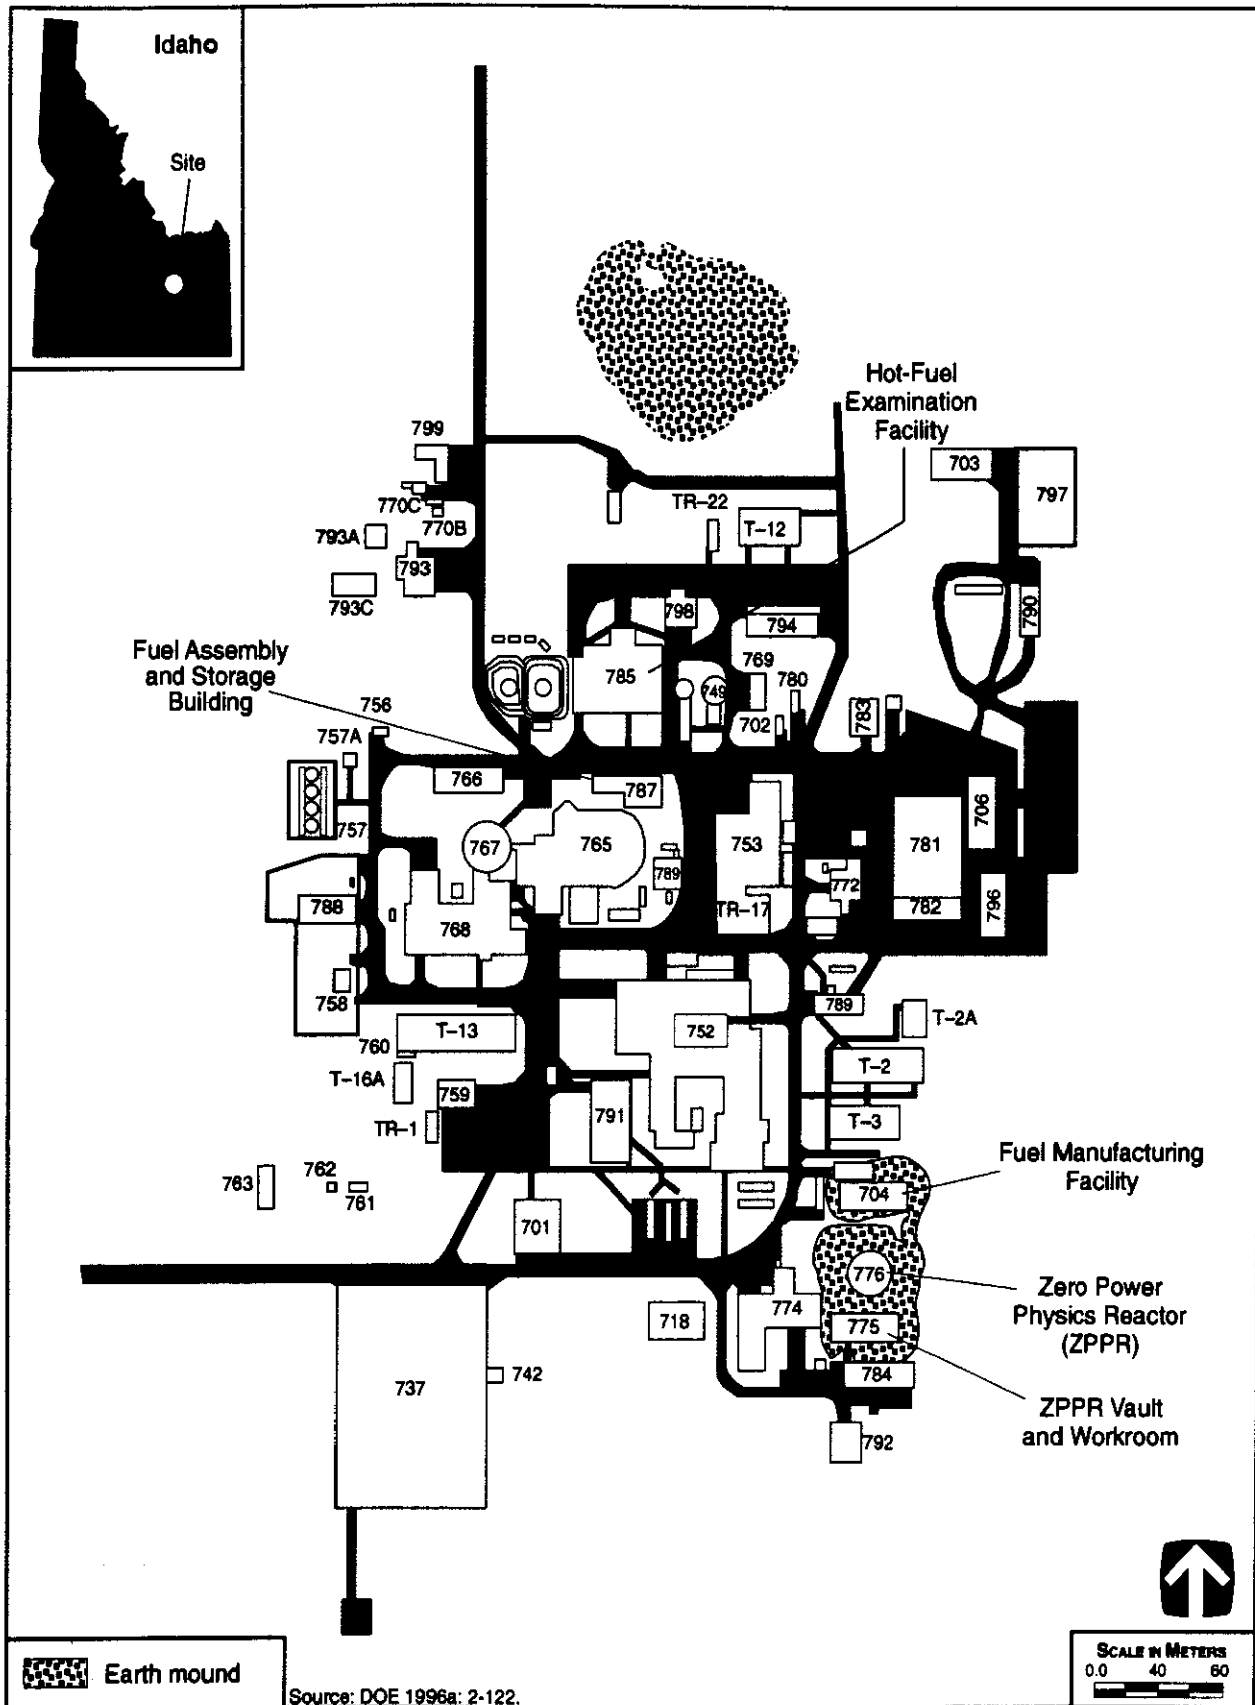 Idaho
Site
Hot-Fuel
Examination
Facility
799
703
797
770C
770B
TR-22
T-12
793A
793
793C
798
794
790
Fuel Assembly
and Storage
Building
785
769
749
780
702
783
756
757A
766
787
706
757
767
765
753
781
789
772
788
TR-17
782
796
768
758
789
T-13
752
T-2A
760
T-2
T-16A
759
791
T-3
TR-1
Fuel Manufacturing
Facility
763
762
761
704
701
776
Zero Power
Physics Reactor
(ZPPR)
774
718
775
737
742
784
ZPPR Vault
and Workroom
792
Earth mound
Source: DOE 1996a: 2-122.
SCALE IN METERS
0.0 40 60